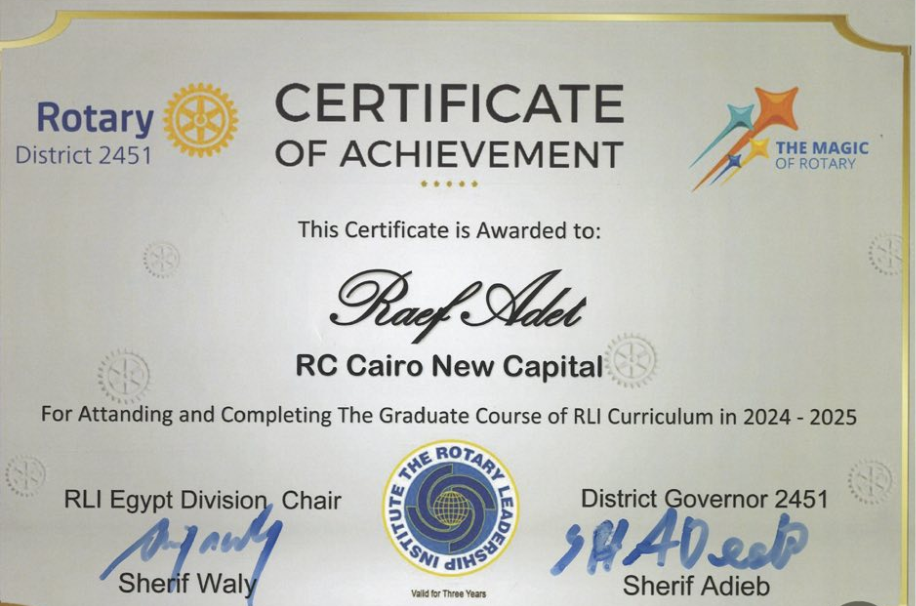 Rotary
District 2451
CERTIFICATE
OF ACHIEVEMENT
THE MAGIC
OF ROTARY
This Certificate is Awarded to:
Raef Adel
RC Cairo New Capital
For Attanding and Completing The Graduate Course of RLI Curriculum in 2024 - 2025
RLI Egypt Division Chair
Sherif Waly
THE ROTARY LEADERSHIP INSTITUTE
Valid for Three Years
District Governor 2451
SHADeeb
Sherif Adieb